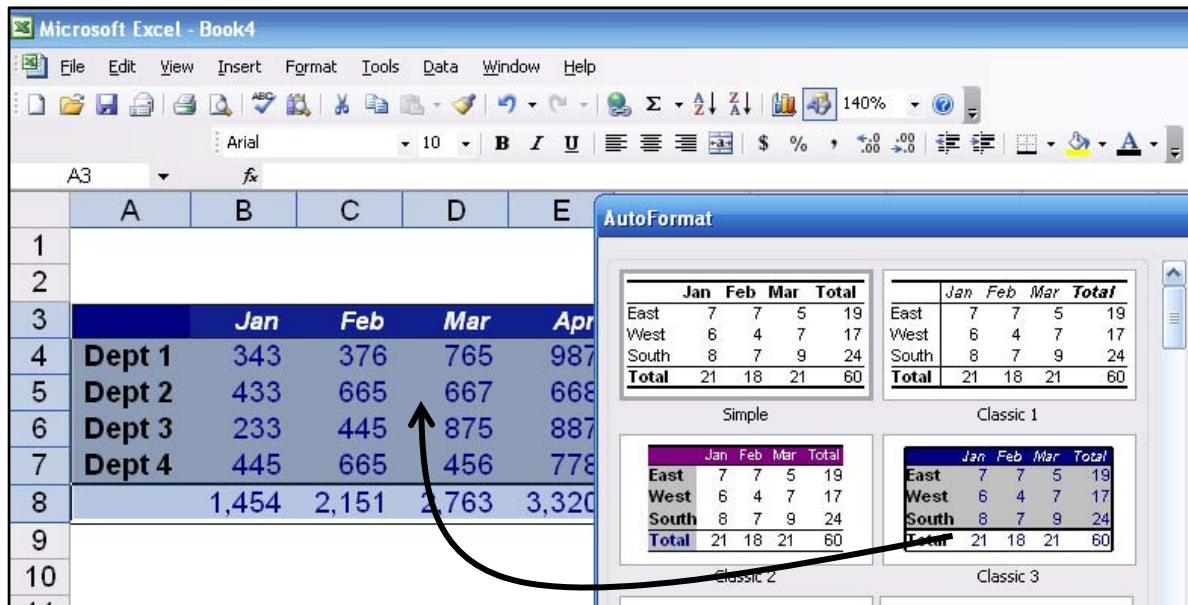 Microsoft Excel - Book4
File Edit View Insert Format Tools Data Window Help
ABC Σ A Z Z A 140%
Arial 10 B I U $ % , .00 .00 A
A3 fx
A B C D E
AutoFormat
1
2
3 Jan Feb Mar Apr
4 Dept 1 343 376 765 987
5 Dept 2 433 665 667 668
6 Dept 3 233 445 875 887
7 Dept 4 445 665 456 778
8 1,454 2,151 2,763 3,320
9
10
Jan Feb Mar Total
East 7 7 5 19
West 6 4 7 17
South 8 7 9 24
Total 21 18 21 60
Simple
Jan Feb Mar Total
East 7 7 5 19
West 6 4 7 17
South 8 7 9 24
Total 21 18 21 60
Classic 1
Jan Feb Mar Total
East 7 7 5 19
West 6 4 7 17
South 8 7 9 24
Total 21 18 21 60
Classic 2
Jan Feb Mar Total
East 7 7 5 19
West 6 4 7 17
South 8 7 9 24
Total 21 18 21 60
Classic 3